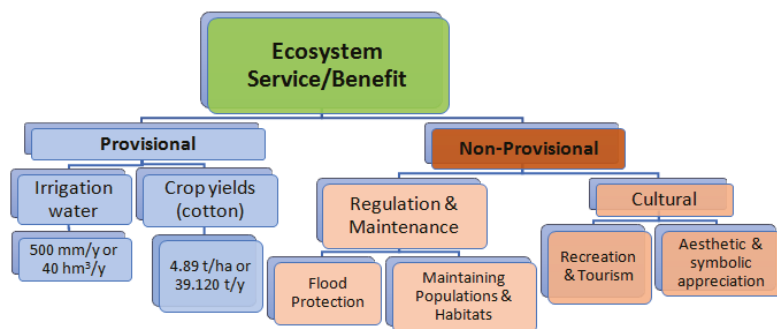 Ecosystem
Service/Benefit
Provisional
Non-Provisional
Irrigation
water
Crop yields
(cotton)
Regulation &
Maintenance
Cultural
500 mm/y or
40 hm³/y
4.89 t/ha or
39.120 t/y
Flood
Protection
Maintaining
Populations &
Habitats
Recreation
& Tourism
Aesthetic &
symbolic
appreciation